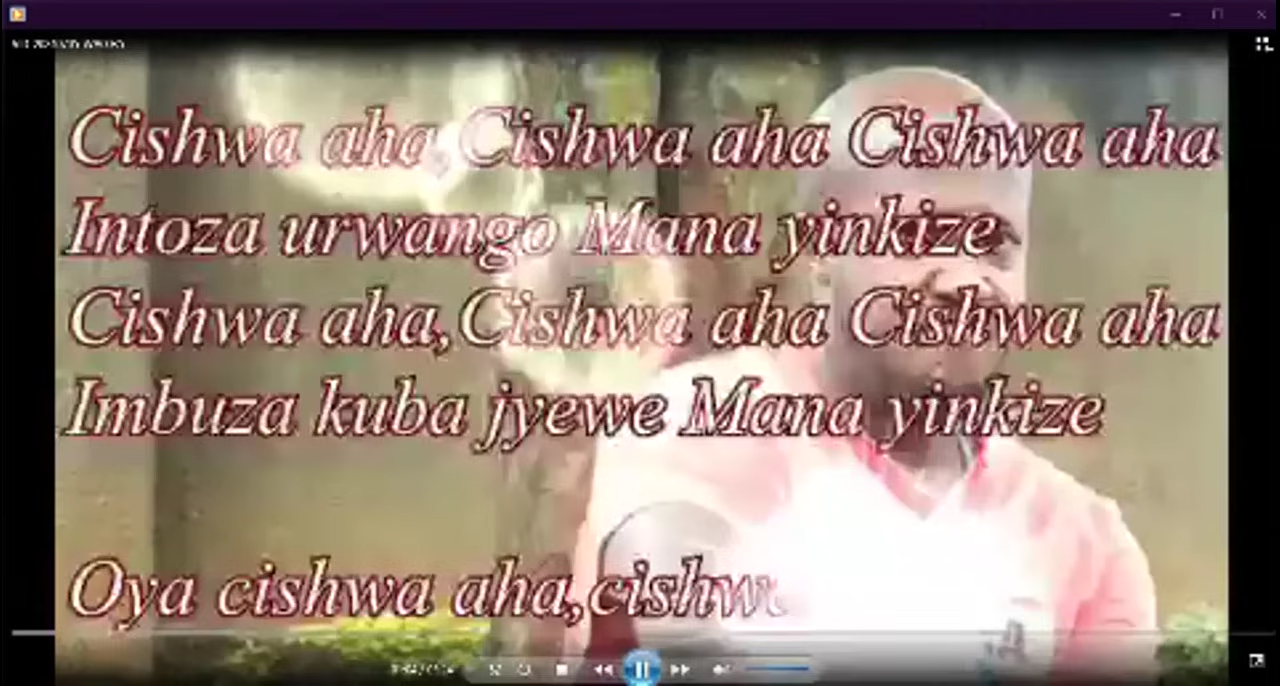 Cishwa aha,Cishwa aha Cishwa aha
Intoza urwango Mana yinkize
Cishwa aha,Cishwa aha Cishwa aha
Imbuza kuba jyewe Mana yinkize
Oya cishwa aha,cishwa